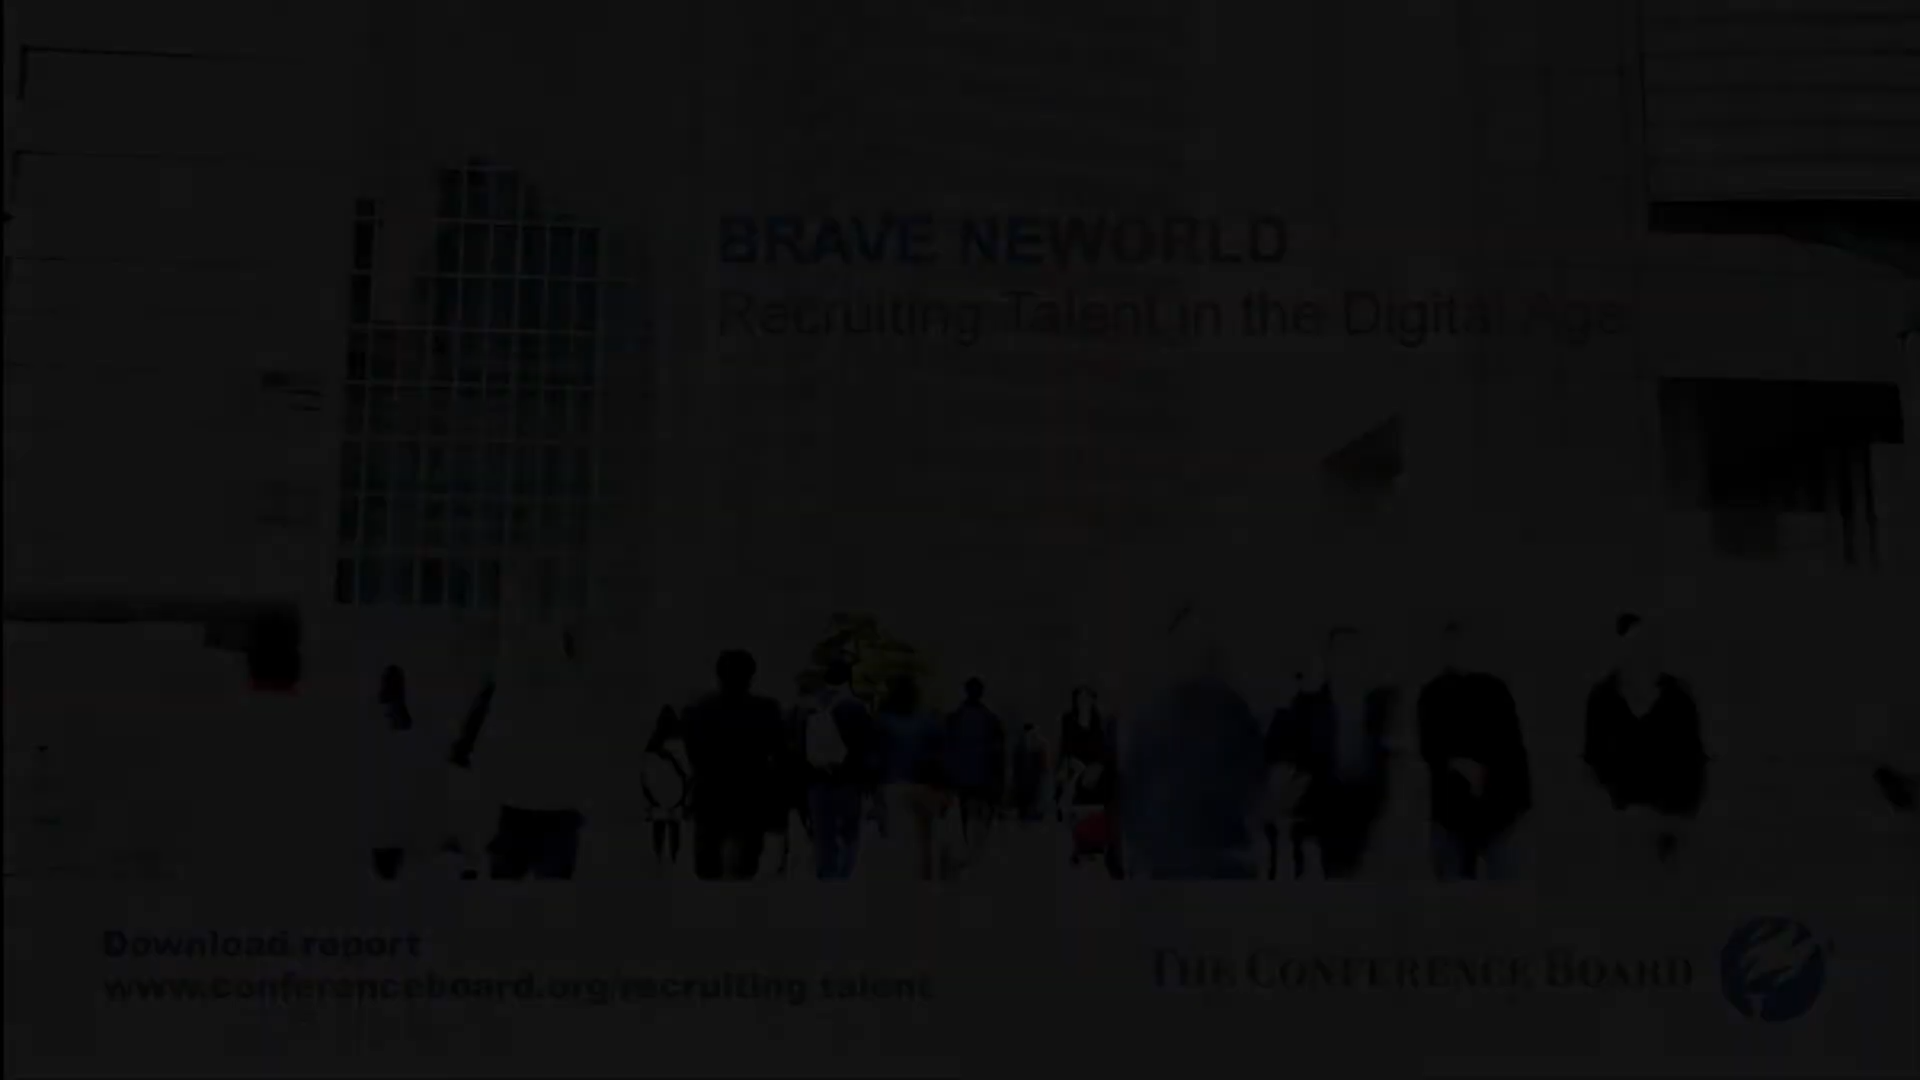 BRAVE NEWORLD
Recruiting Talent in the Digital Age
Download report
www.conferenceboard.org/recruiting talent
THE CONFERENCE BOARD